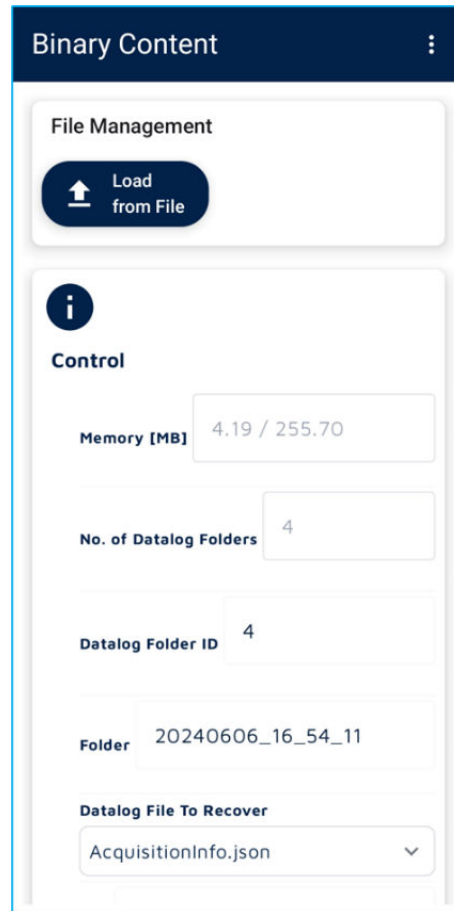 Binary Content
File Management
Load
from File
Control
Memory [MB] 4.19 / 255.70
No. of Datalog Folders 4
Datalog Folder ID 4
Folder 20240606_16_54_11
Datalog File To Recover
AcquisitionInfo.json